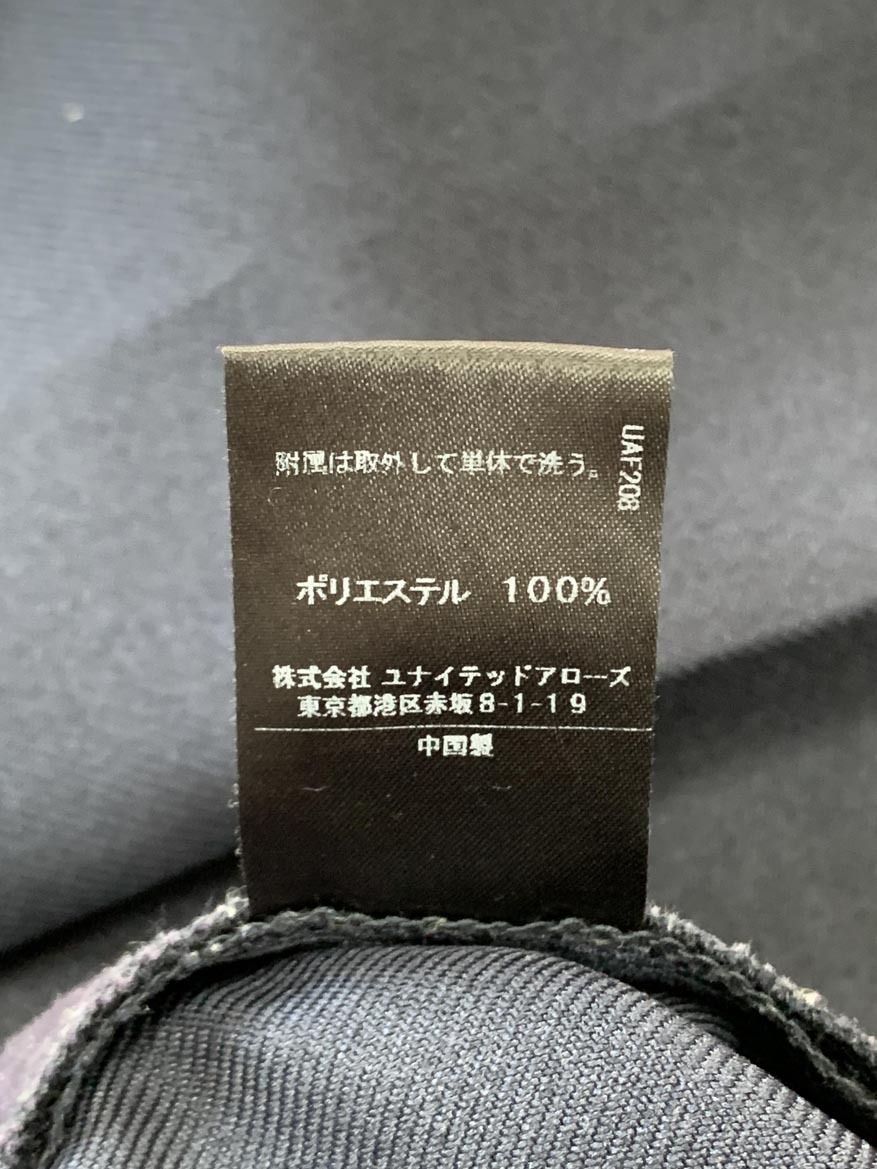 附属は取外して単体で洗う。
UAF208
ポリエステル 100%
株式会社 ユナイテッドアローズ
東京都港区赤坂8-1-19
中国製